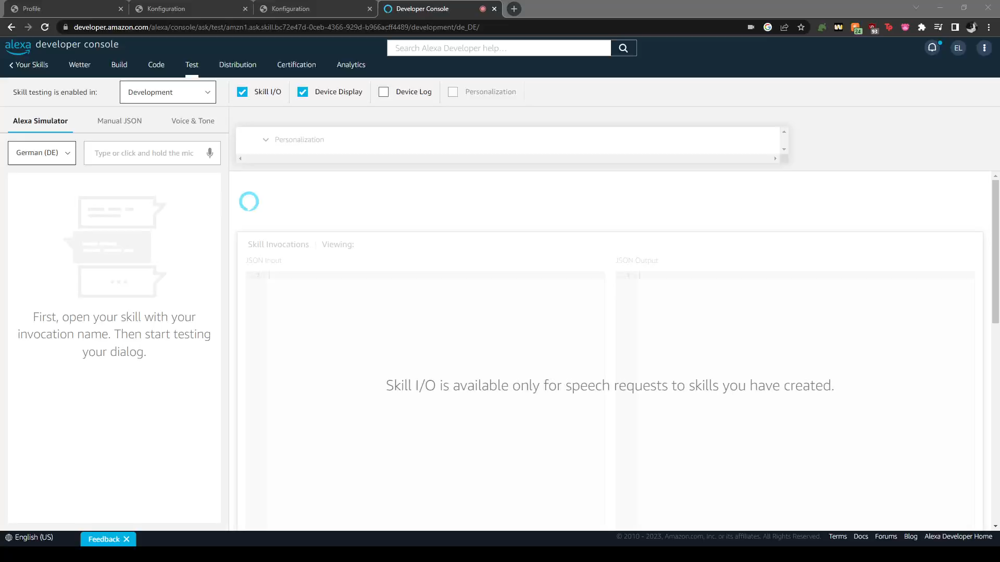 Profile
Konfiguration
Konfiguration
Developer Console
developer.amazon.com/alexa/console/ask/test/amzn1.ask.skill.bc72e47d-0ceb-4366-929d-b966acff4489/development/de_DE/
24
93
Tp
alexa developer console
Search Alexa Developer help...
EL
Your Skills
Wetter
Build
Code
Test
Distribution
Certification
Analytics
Skill testing is enabled in:
Development
Skill I/O
Device Display
Device Log
Personalization
Alexa Simulator
Manual JSON
Voice & Tone
Personalization
German (DE)
Type or click and hold the mic
First, open your skill with your
invocation name. Then start testing
your dialog.
Skill Invocations
Viewing:
JSON Input
JSON Output
Skill I/O is available only for speech requests to skills you have created.
English (US)
Feedback
© 2010 - 2023, Amazon.com, Inc. or its affiliates. All Rights Reserved.
Terms
Docs
Forums
Blog
Alexa Developer Home